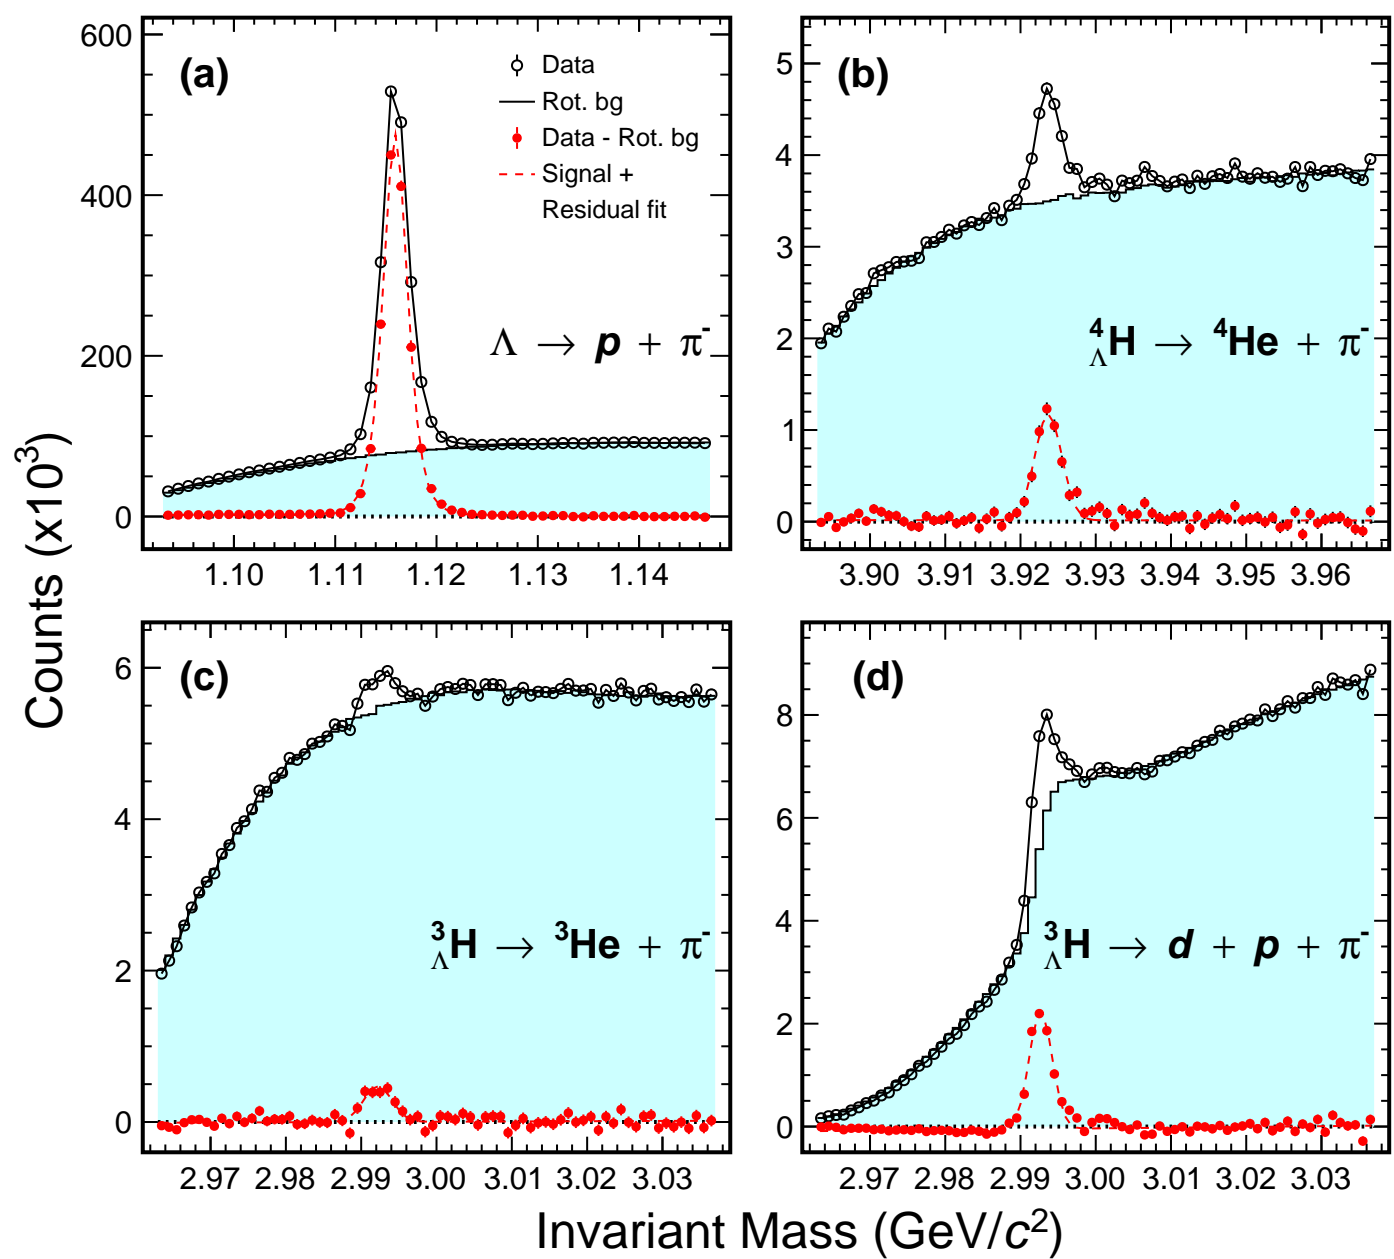 Counts (x10³)
(a)
Data
Rot. bg
Data - Rot. bg
Signal +
Residual fit
Λ → p + π⁻
600
400
200
0
1.10 1.11 1.12 1.13 1.14
(b)
⁴ΛH → ⁴He + π⁻
5
4
3
2
1
0
3.90 3.91 3.92 3.93 3.94 3.95 3.96
(c)
³ΛH → ³He + π⁻
6
4
2
0
2.97 2.98 2.99 3.00 3.01 3.02 3.03
(d)
³ΛH → d + p + π⁻
8
6
4
2
0
2.97 2.98 2.99 3.00 3.01 3.02 3.03
Invariant Mass (GeV/c²)